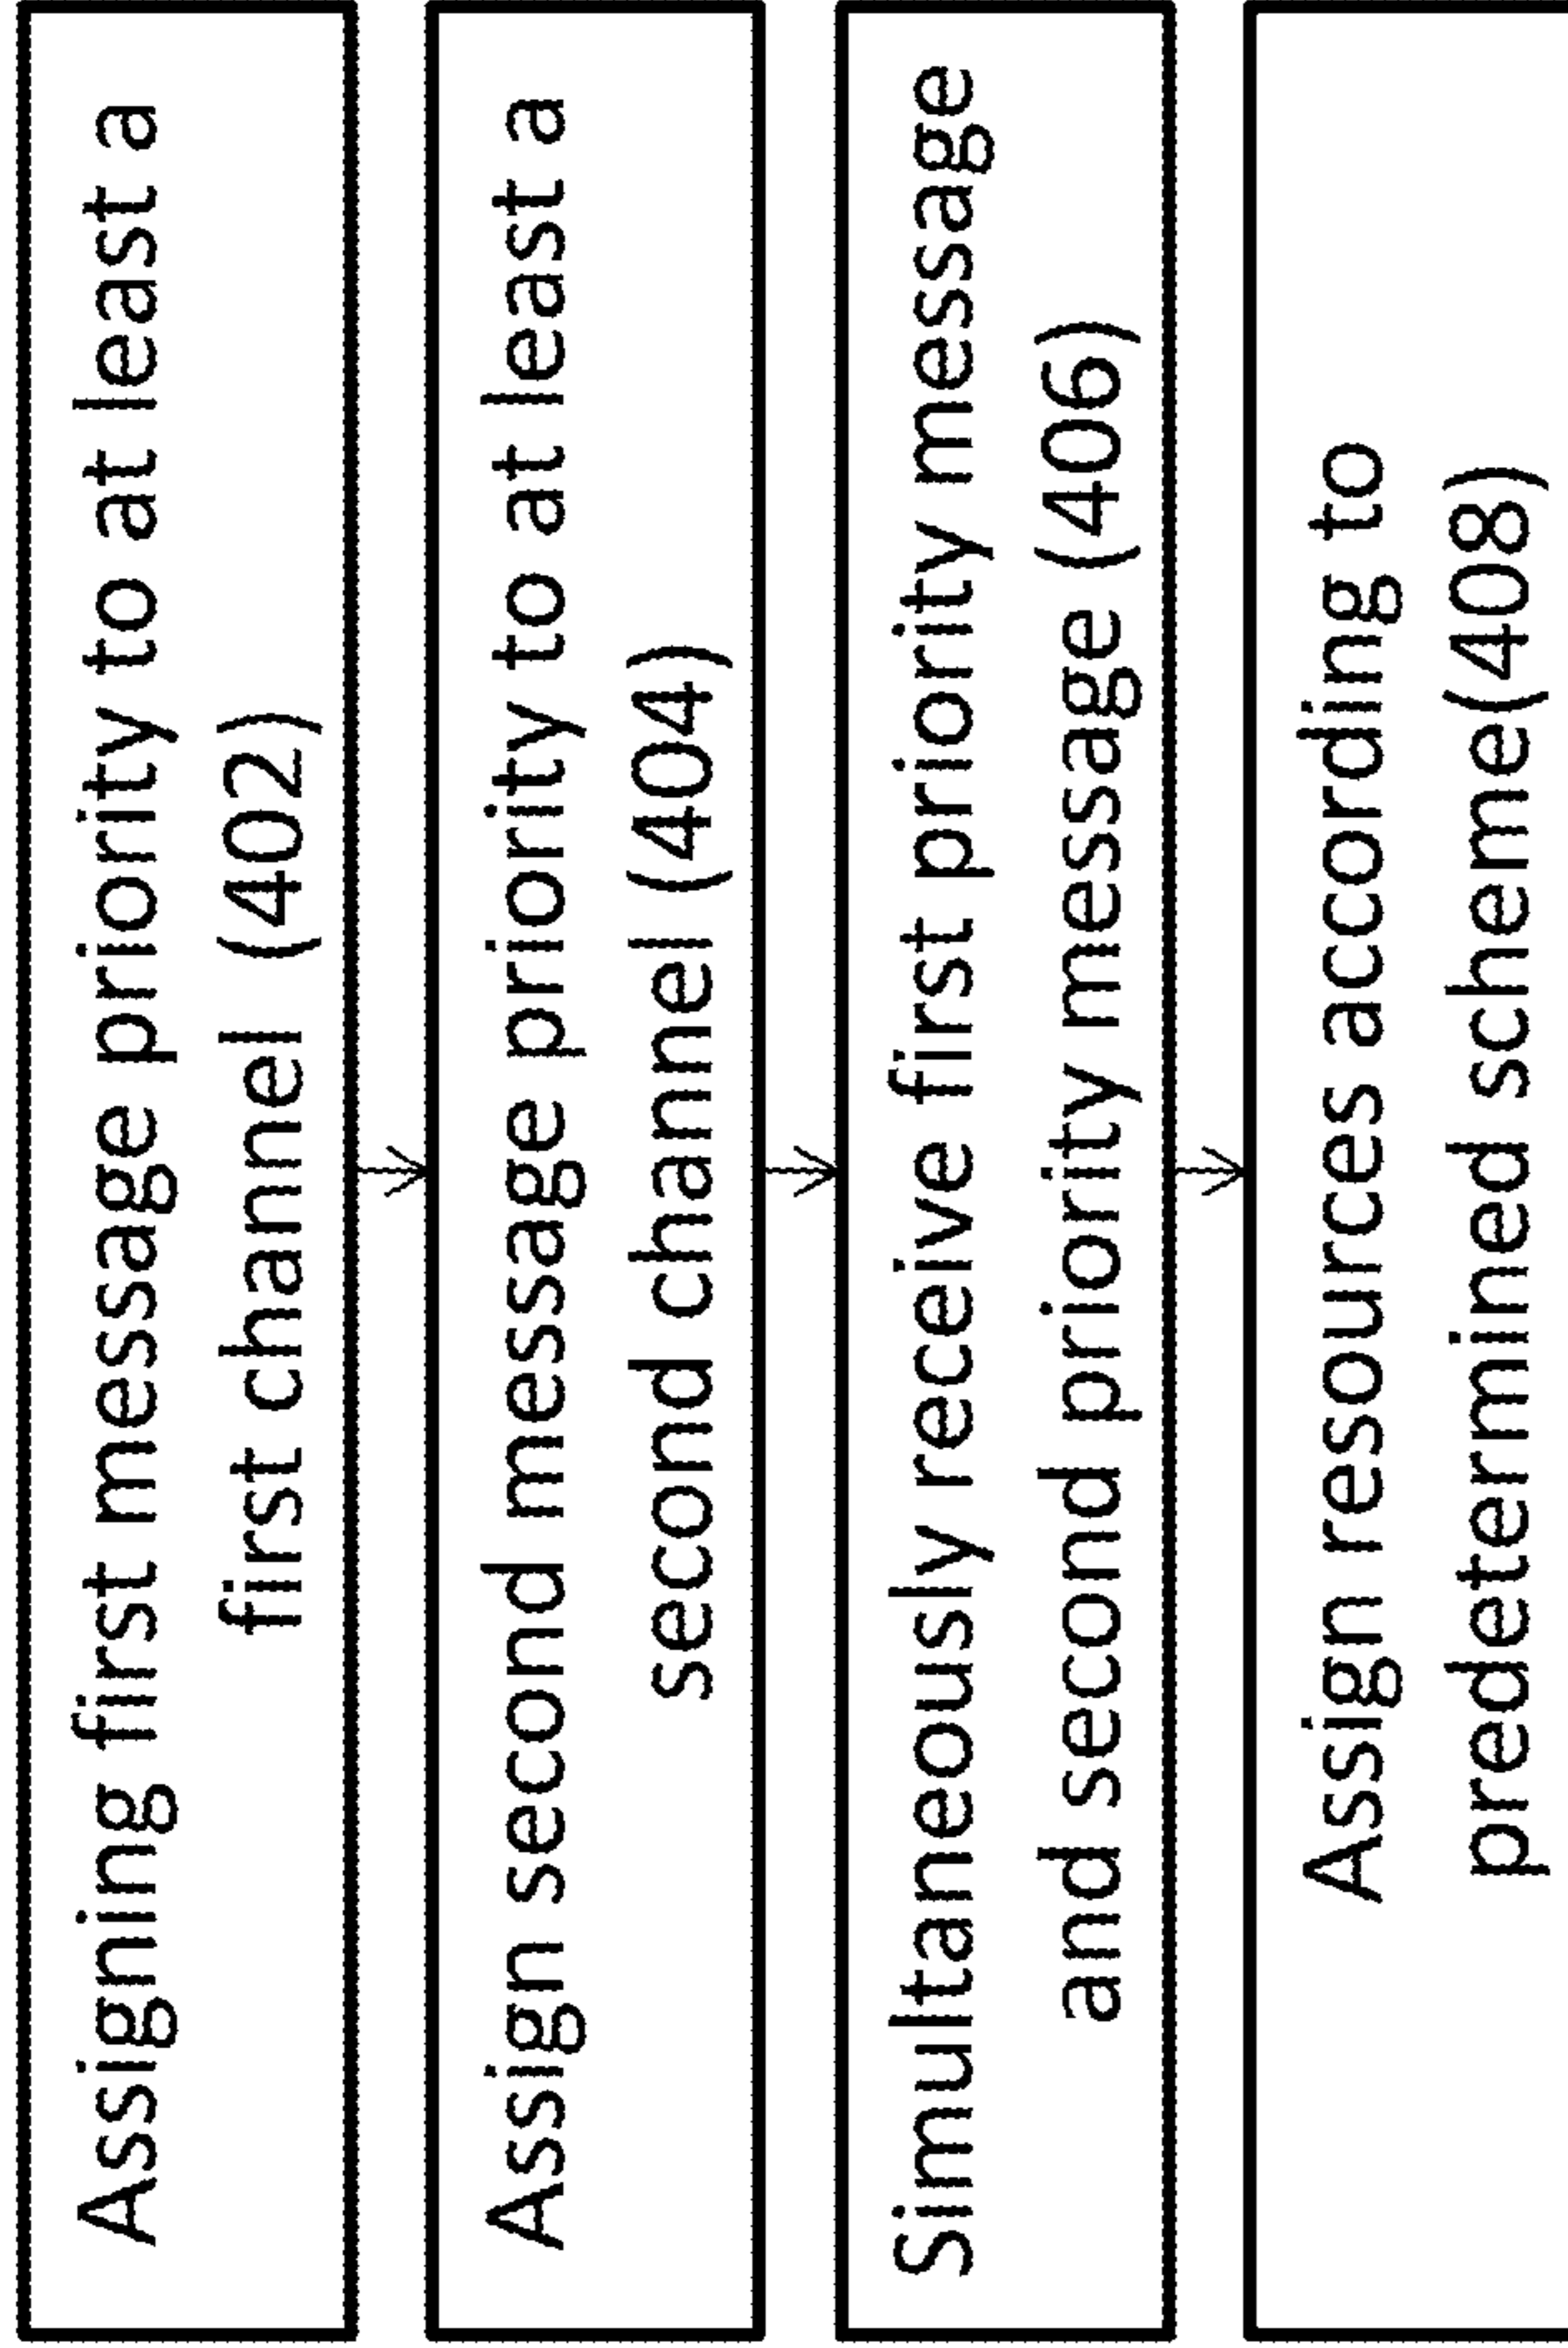 Assigning first message priority to at least a
first channel (402)
Assign second message priority to at least a
second channel (404)
Simultaneously receive first priority message
and second priority message (406)
Assign resources according to
predetermined scheme(408)